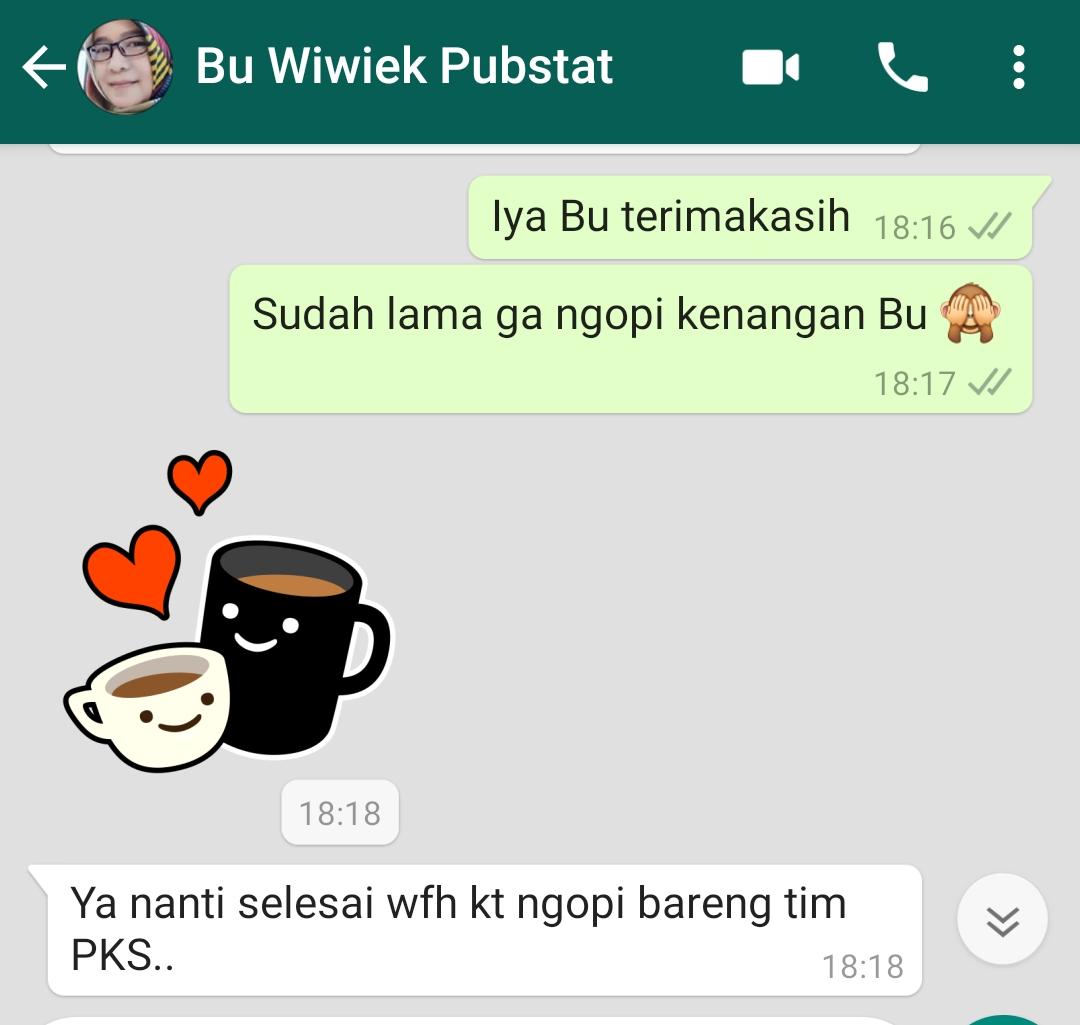 Bu Wiwiek Pubstat
Iya Bu terimakasih 18:16
Sudah lama ga ngopi kenangan Bu 🙈
18:17
18:18
Ya nanti selesai wfh kt ngopi bareng tim
PKS..
18:18